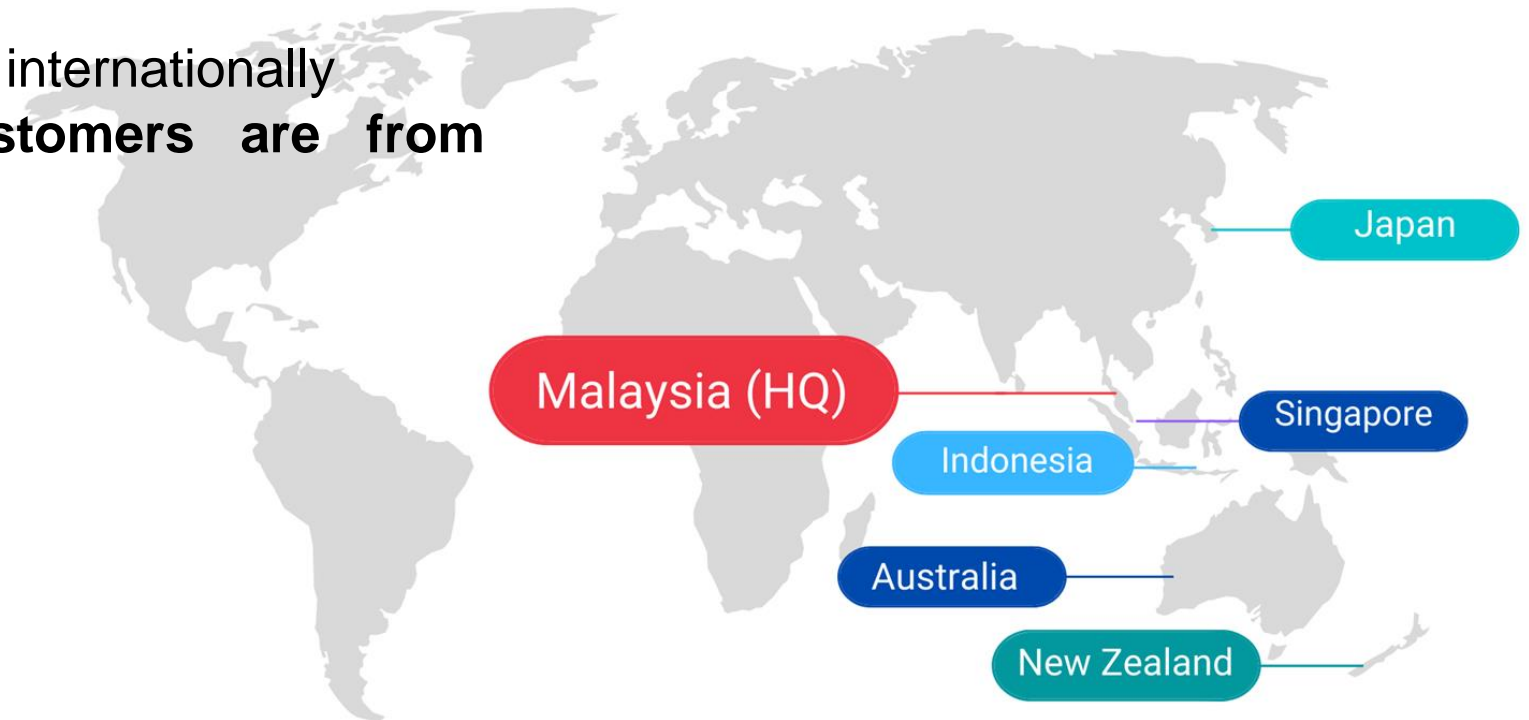 internationally
stomers are from
Japan
Malaysia (HQ)
Singapore
Indonesia
Australia
New Zealand